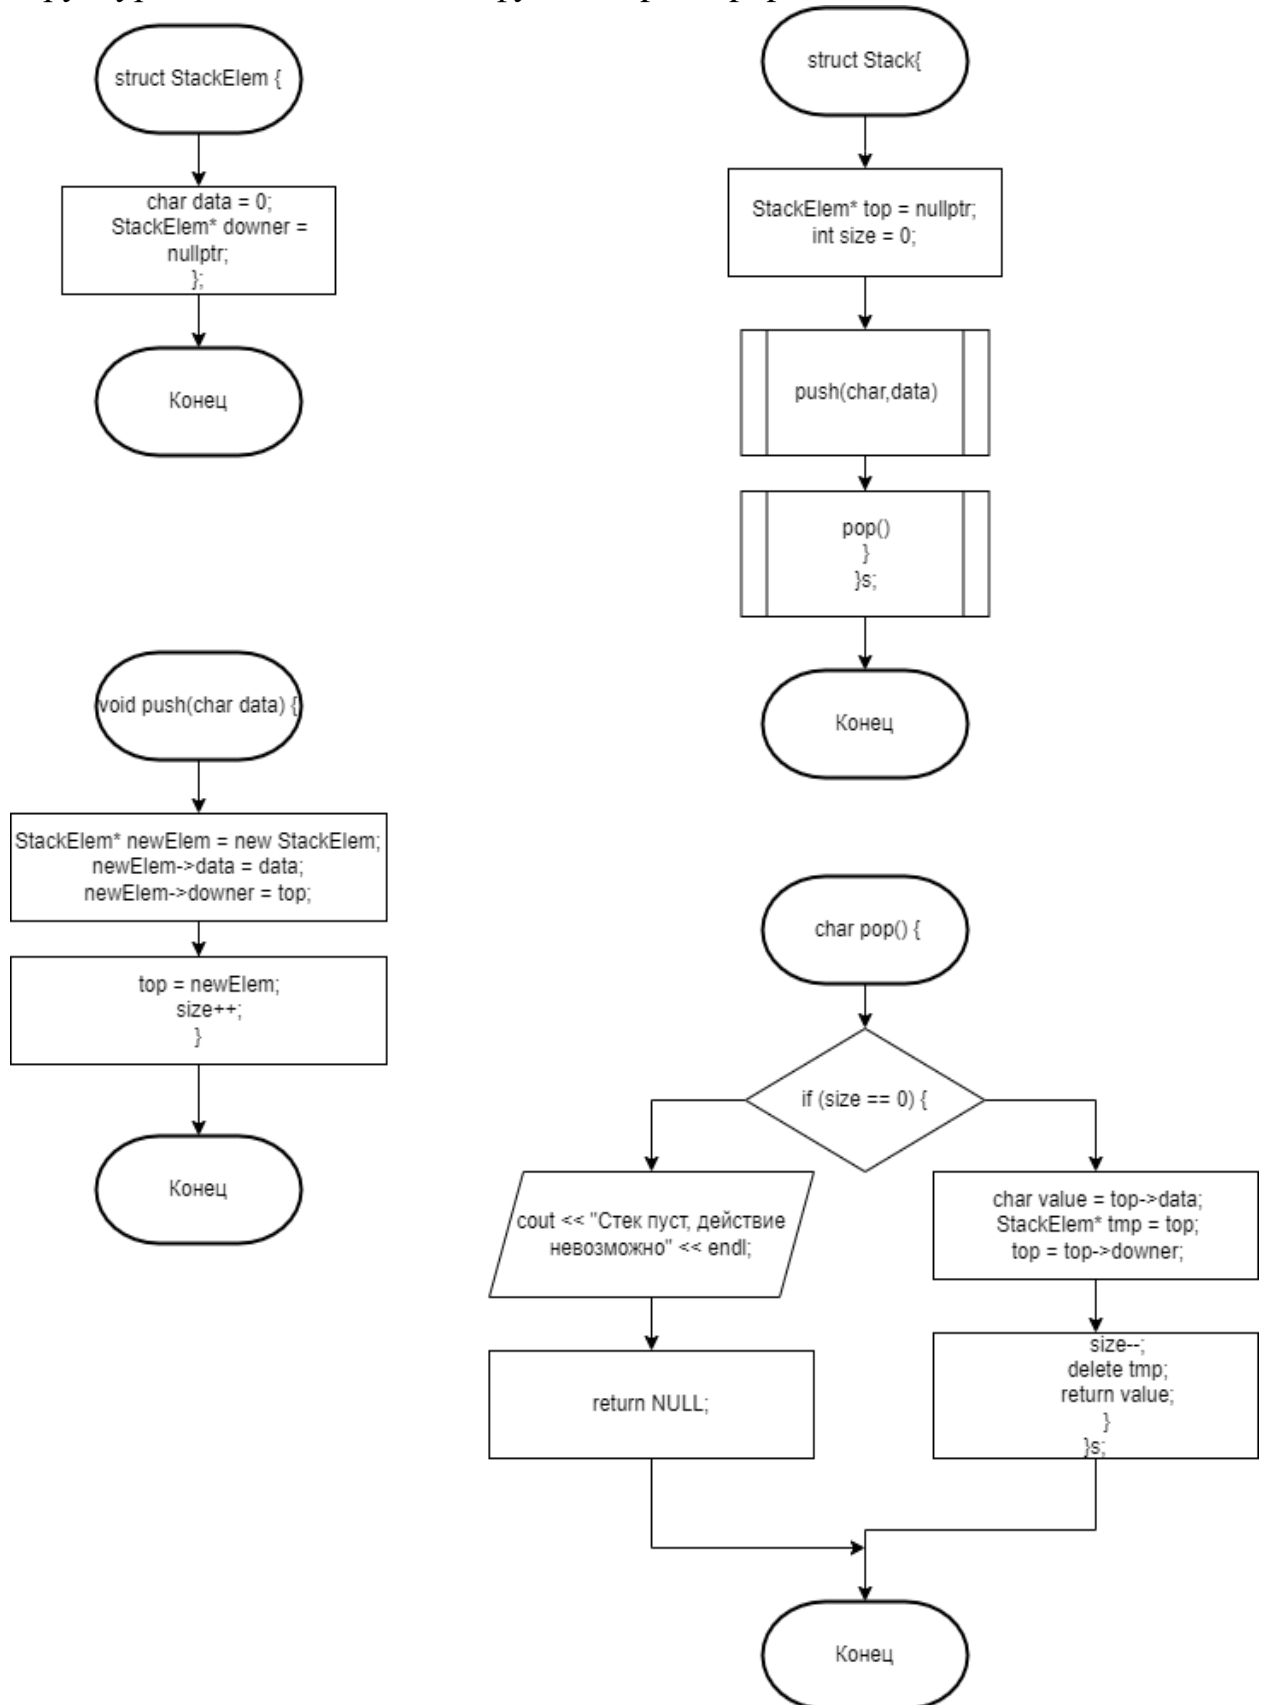 struct StackElem {
char data = 0;
StackElem* downer =
nullptr;
};
Конец
struct Stack{
StackElem* top = nullptr;
int size = 0;
push(char,data)
pop()
}
}s;
Конец
void push(char data) {
StackElem* newElem = new StackElem;
newElem->data = data;
newElem->downer = top;
top = newElem;
size++;
}
Конец
char pop() {
if (size == 0) {
cout << "Стек пуст, действие
невозможно" << endl;
return NULL;
char value = top->data;
StackElem* tmp = top;
top = top->downer;
size--;
delete tmp;
return value;
}
}s;
Конец